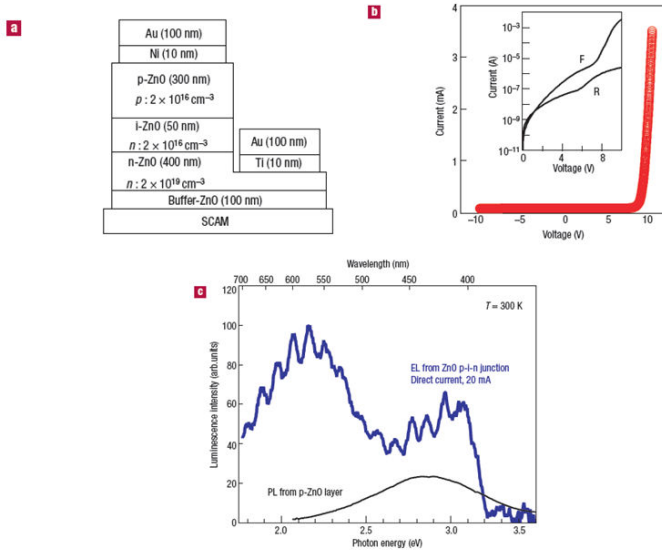 a
Au (100 nm)
Ni (10 nm)
p-ZnO (300 nm)
p : 2 × 10¹⁶ cm⁻³
i-ZnO (50 nm)
n : 2 × 10¹⁶ cm⁻³
n-ZnO (400 nm)
n : 2 × 10¹⁹ cm⁻³
Au (100 nm)
Ti (10 nm)
Buffer-ZnO (100 nm)
SCAM
b
Current (mA)
4
3
2
1
0
-10 -5 0 5 10
Voltage (V)
Current (A)
10⁻³
10⁻⁵
10⁻⁷
10⁻⁹
10⁻¹¹
F
R
0 4 8
Voltage (V)
c
Wavelength (nm)
700 650 600 550 500 450 400
Luminescence intensity (arb.units)
120
100
80
60
40
20
0
T = 300 K
EL from ZnO p-i-n junction
Direct current, 20 mA
PL from p-ZnO layer
2.0 2.5 3.0 3.5
Photon energy (eV)